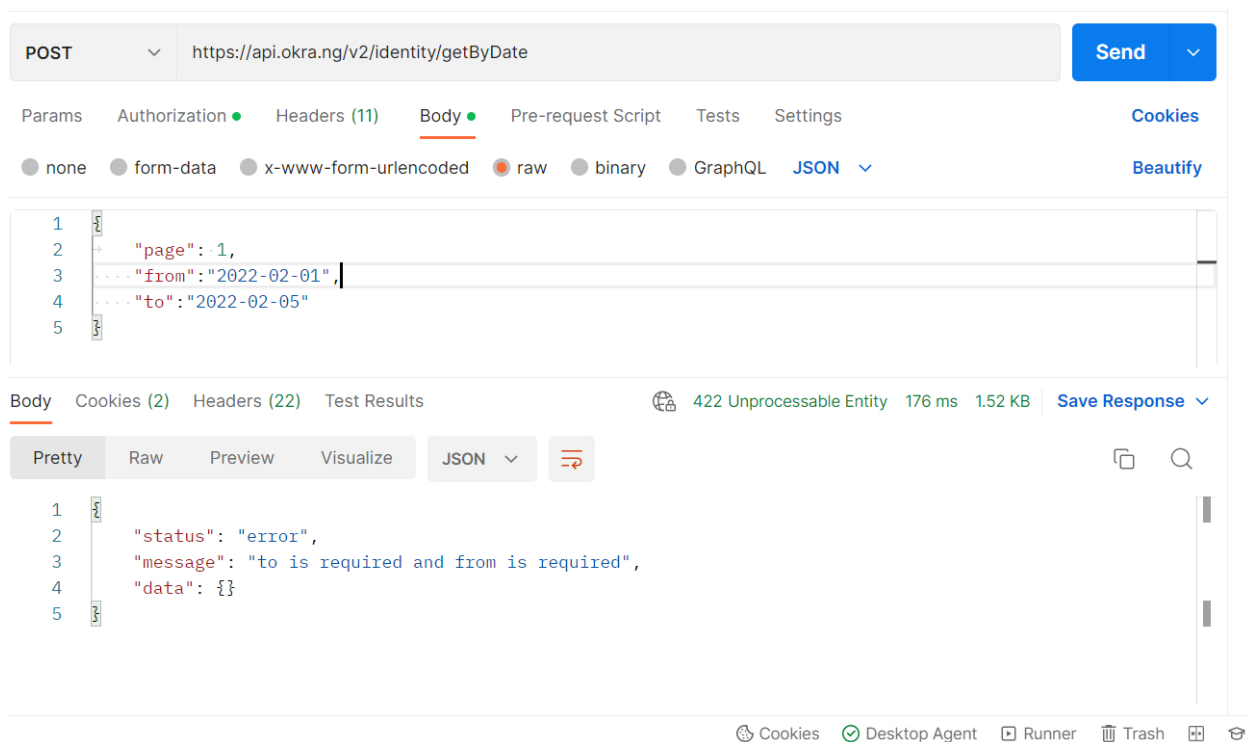 POST https://api.okra.ng/v2/identity/getByDate Send
Params Authorization Headers (11) Body Pre-request Script Tests Settings Cookies
none form-data x-www-form-urlencoded raw binary GraphQL JSON Beautify
1 {
2 "page": 1,
3 "from":"2022-02-01",
4 "to":"2022-02-05"
5 }
Body Cookies (2) Headers (22) Test Results 422 Unprocessable Entity 176 ms 1.52 KB Save Response
Pretty Raw Preview Visualize JSON
1 {
2 "status": "error",
3 "message": "to is required and from is required",
4 "data": {}
5 }
Cookies Desktop Agent Runner Trash